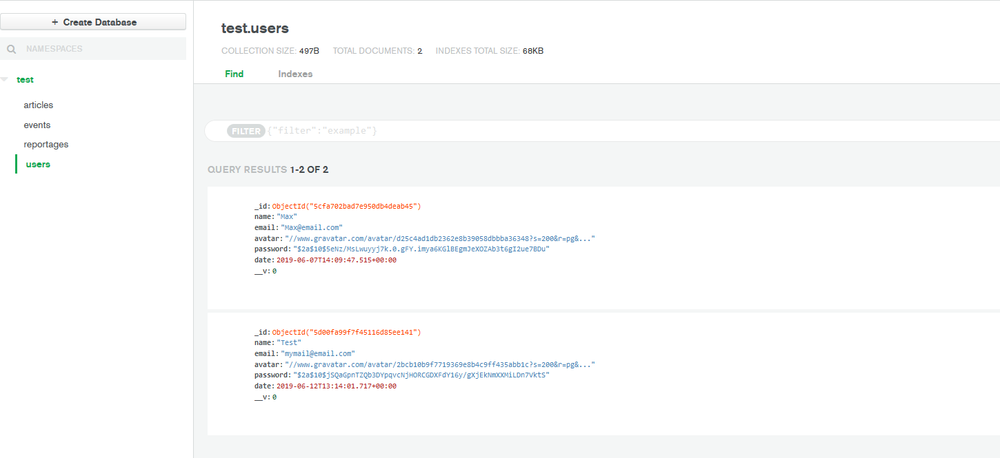 + Create Database
NAMESPACES
test
articles
events
reportages
users
test.users
COLLECTION SIZE: 497B TOTAL DOCUMENTS: 2 INDEXES TOTAL SIZE: 68KB
Find Indexes
FILTER {"filter":"example"}
QUERY RESULTS 1-2 OF 2
_id: ObjectId("5cfa702bad7e950db4deab45")
name: "Max"
email: "Max@email.com"
avatar: "//www.gravatar.com/avatar/d25c4ad1db2362e8b39058dbbba36348?s=200&r=pg&..."
password: "$2a$10$5eNz/MsLwuyyj7k.0.gFY.imya6KGlBEgmJeXOZAb3t6gI2ue7BDu"
date: 2019-06-07T14:09:47.515+00:00
__v: 0
_id: ObjectId("5d00fa99f7f45116d85ee141")
name: "Test"
email: "mymail@email.com"
avatar: "//www.gravatar.com/avatar/2bcb10b9f7719369e8b4c9ff435abb1c?s=200&r=pg&..."
password: "$2a$10$jSQaGpnTZQb3DYpqvcNjHORCGDXFdY16y/gXjEkNmXXMiLDn7VktS"
date: 2019-06-12T13:14:01.717+00:00
__v: 0